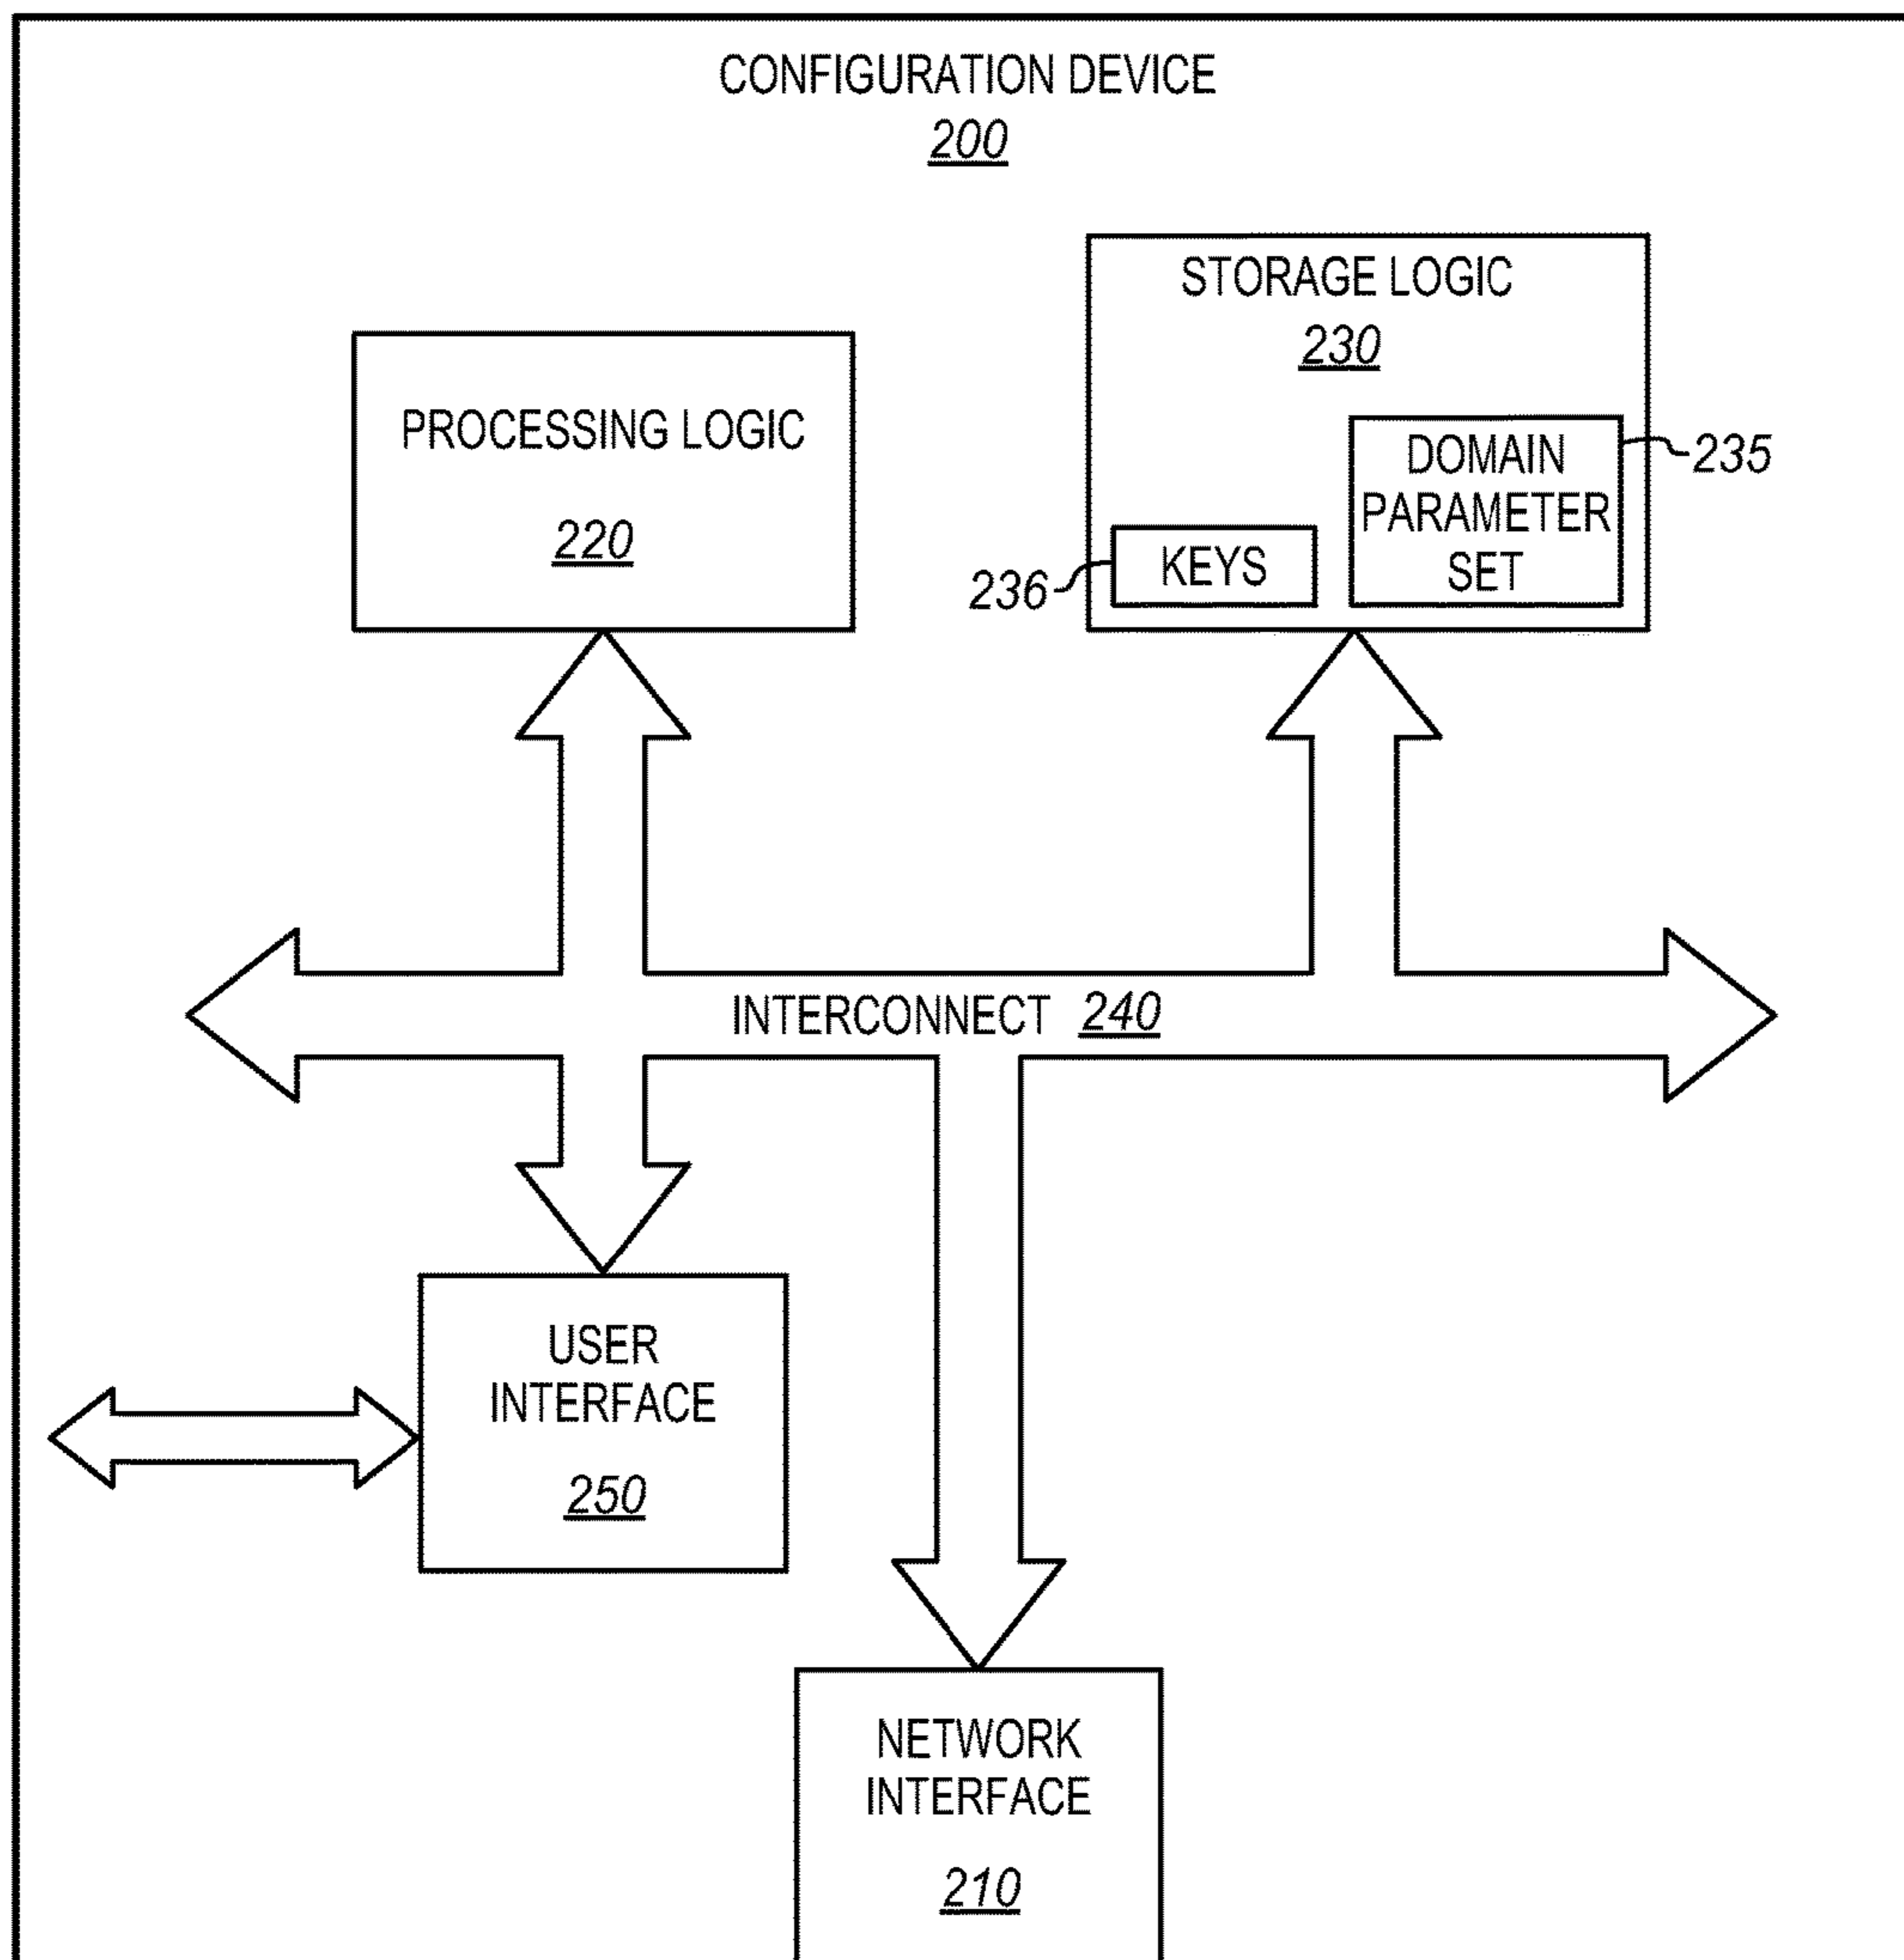 CONFIGURATION DEVICE
200
STORAGE LOGIC
230
PROCESSING LOGIC
220
DOMAIN
PARAMETER
SET
235
KEYS
236
INTERCONNECT 240
USER
INTERFACE
250
NETWORK
INTERFACE
210